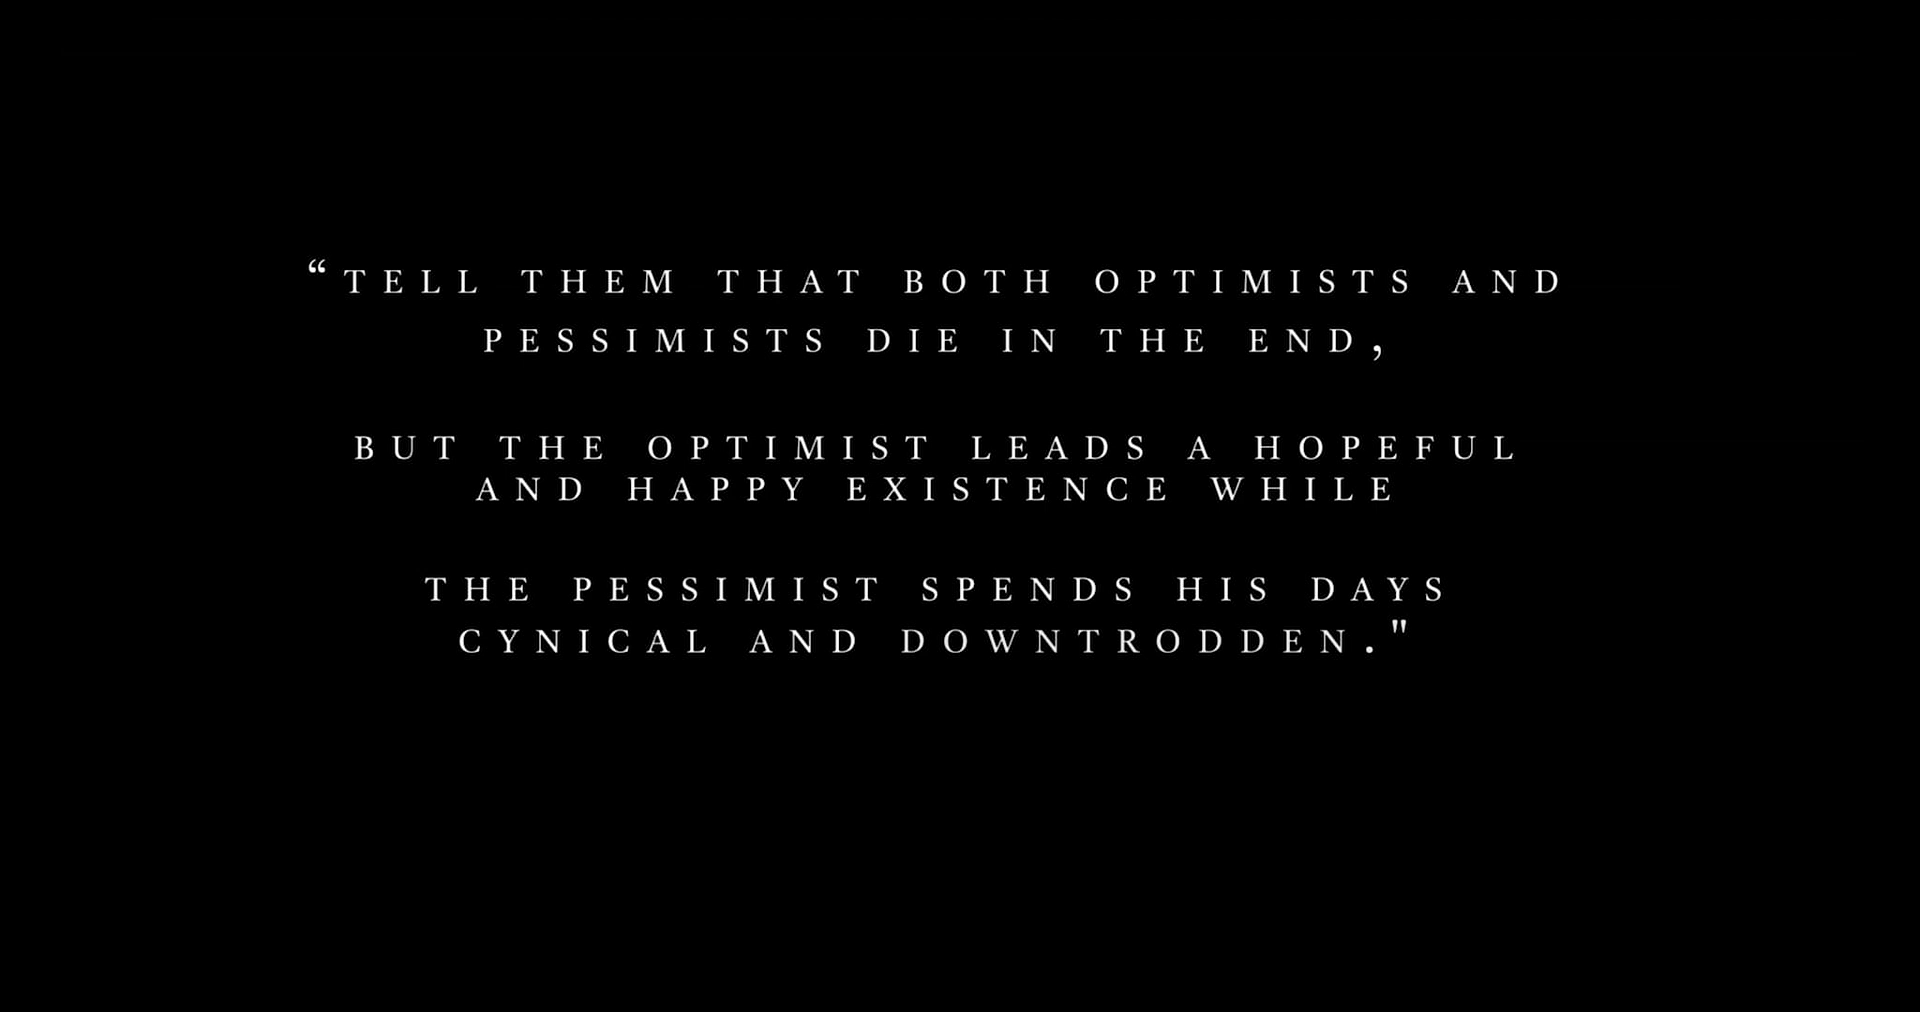 “TELL THEM THAT BOTH OPTIMISTS AND
PESSIMISTS DIE IN THE END,
BUT THE OPTIMIST LEADS A HOPEFUL
AND HAPPY EXISTENCE WHILE
THE PESSIMIST SPENDS HIS DAYS
CYNICAL AND DOWNTRODDEN."